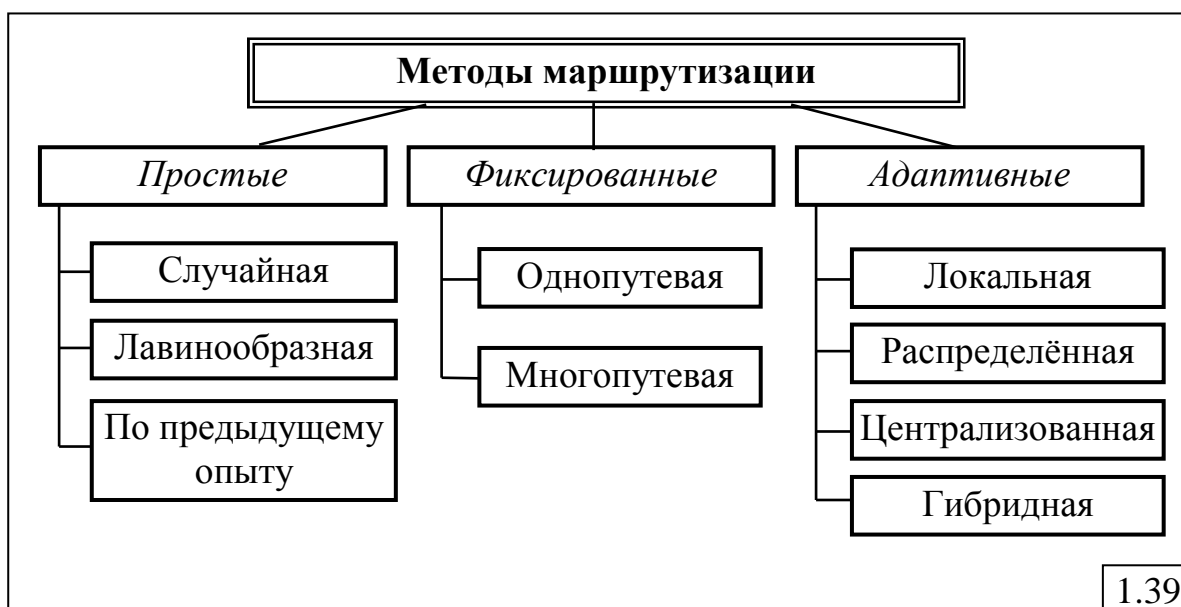 Методы маршрутизации
Простые
Фиксированные
Адаптивные
Случайная
Лавинообразная
По предыдущему
опыту
Однопутевая
Многопутевая
Локальная
Распределённая
Централизованная
Гибридная
1.39